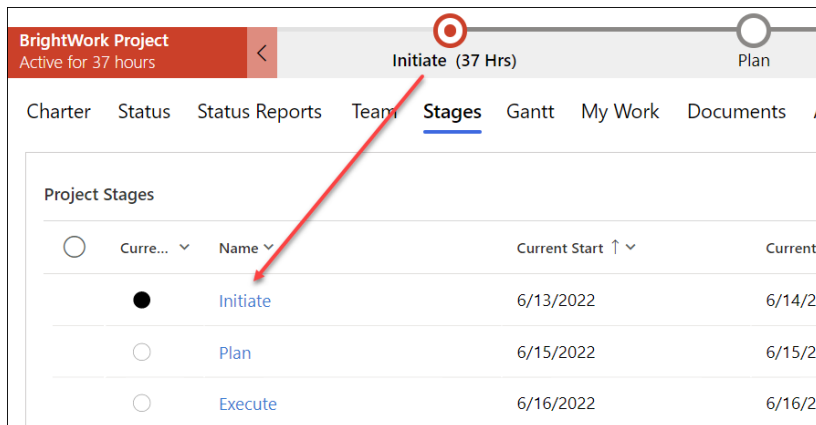 BrightWork Project
Active for 37 hours
Initiate (37 Hrs)
Plan
Charter Status Status Reports Team Stages Gantt My Work Documents
Project Stages
Curre... Name Current Start ↑ Current
Initiate 6/13/2022 6/14/2
Plan 6/15/2022 6/15/2
Execute 6/16/2022 6/16/2